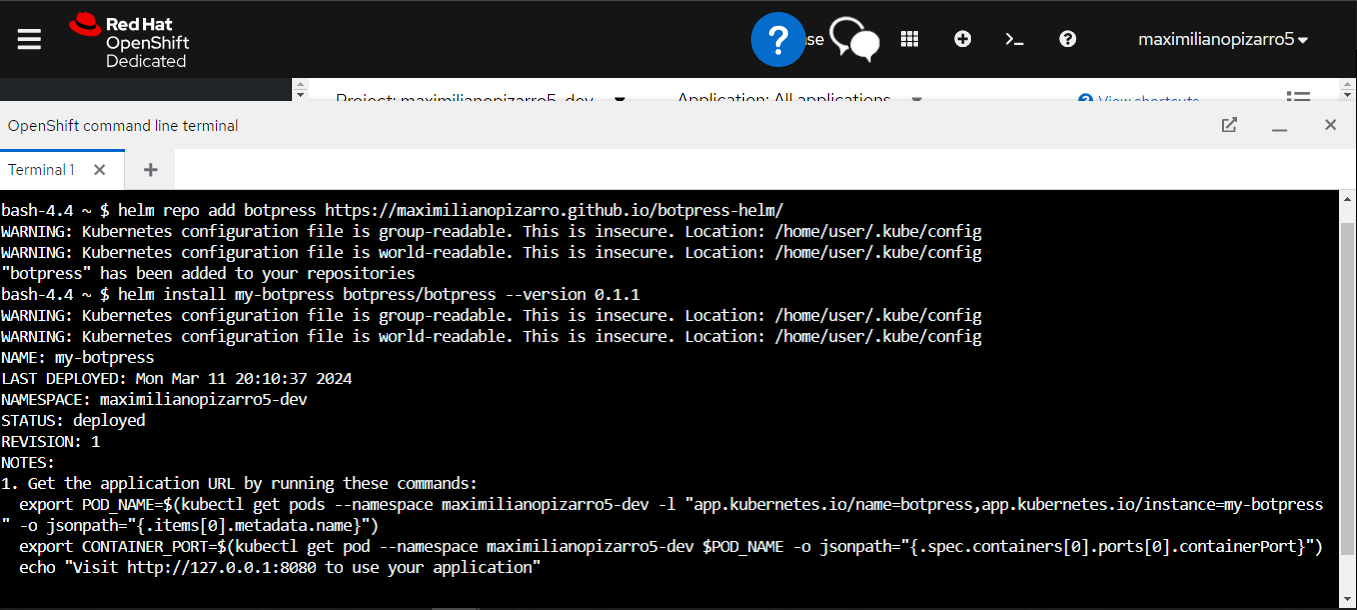 Red Hat
OpenShift
Dedicated
?
se
maximilianopizarro5
Project: maximilianopizarro5-dev
Application: All applications
View shortcuts
OpenShift command line terminal
Terminal 1
bash-4.4 ~ $ helm repo add botpress https://maximilianopizarro.github.io/botpress-helm/
WARNING: Kubernetes configuration file is group-readable. This is insecure. Location: /home/user/.kube/config
WARNING: Kubernetes configuration file is world-readable. This is insecure. Location: /home/user/.kube/config
"botpress" has been added to your repositories
bash-4.4 ~ $ helm install my-botpress botpress/botpress --version 0.1.1
WARNING: Kubernetes configuration file is group-readable. This is insecure. Location: /home/user/.kube/config
WARNING: Kubernetes configuration file is world-readable. This is insecure. Location: /home/user/.kube/config
NAME: my-botpress
LAST DEPLOYED: Mon Mar 11 20:10:37 2024
NAMESPACE: maximilianopizarro5-dev
STATUS: deployed
REVISION: 1
NOTES:
1. Get the application URL by running these commands:
  export POD_NAME=$(kubectl get pods --namespace maximilianopizarro5-dev -l "app.kubernetes.io/name=botpress,app.kubernetes.io/instance=my-botpress
" -o jsonpath="{.items[0].metadata.name}")
  export CONTAINER_PORT=$(kubectl get pod --namespace maximilianopizarro5-dev $POD_NAME -o jsonpath="{.spec.containers[0].ports[0].containerPort}")
  echo "Visit http://127.0.0.1:8080 to use your application"